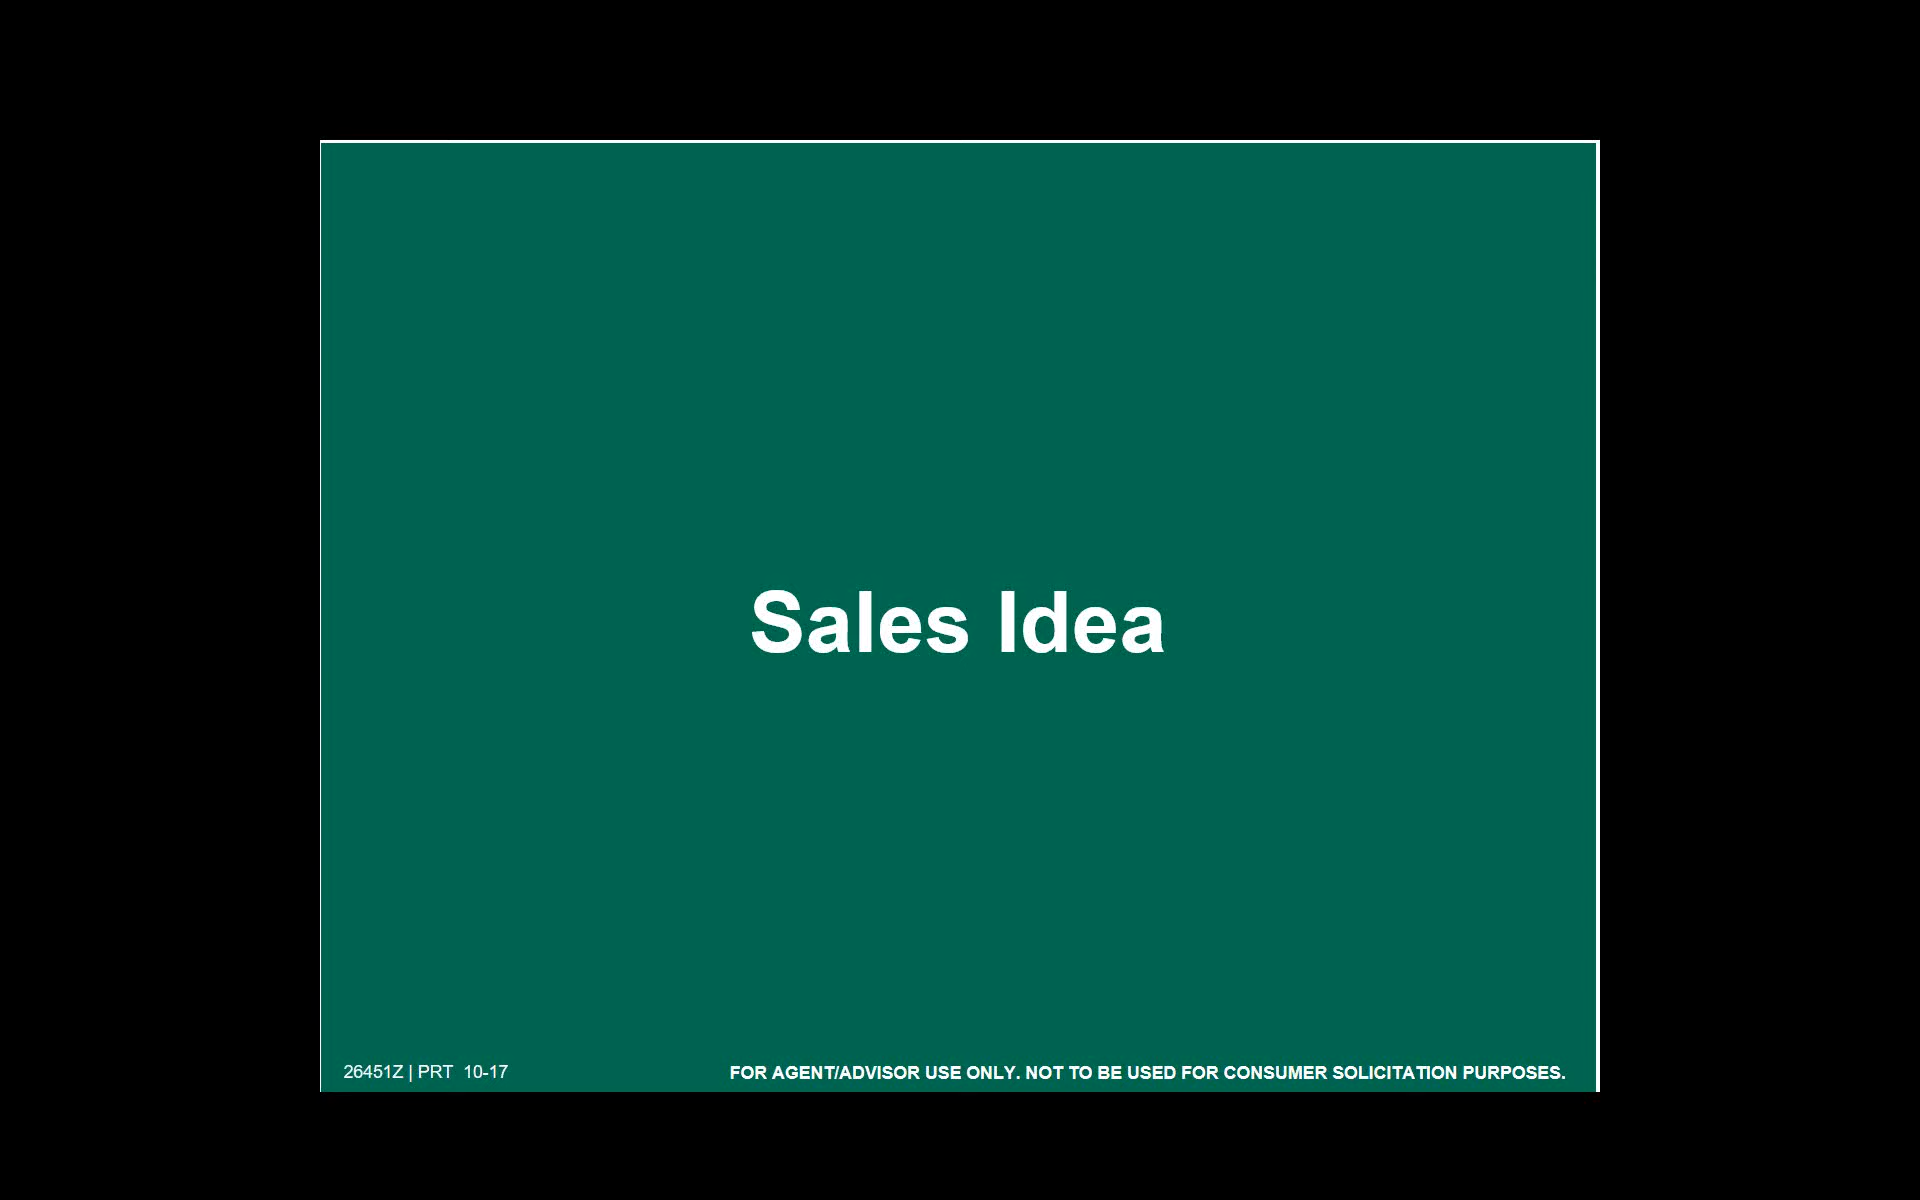 Sales Idea
26451Z | PRT  10-17
FOR AGENT/ADVISOR USE ONLY. NOT TO BE USED FOR CONSUMER SOLICITATION PURPOSES.